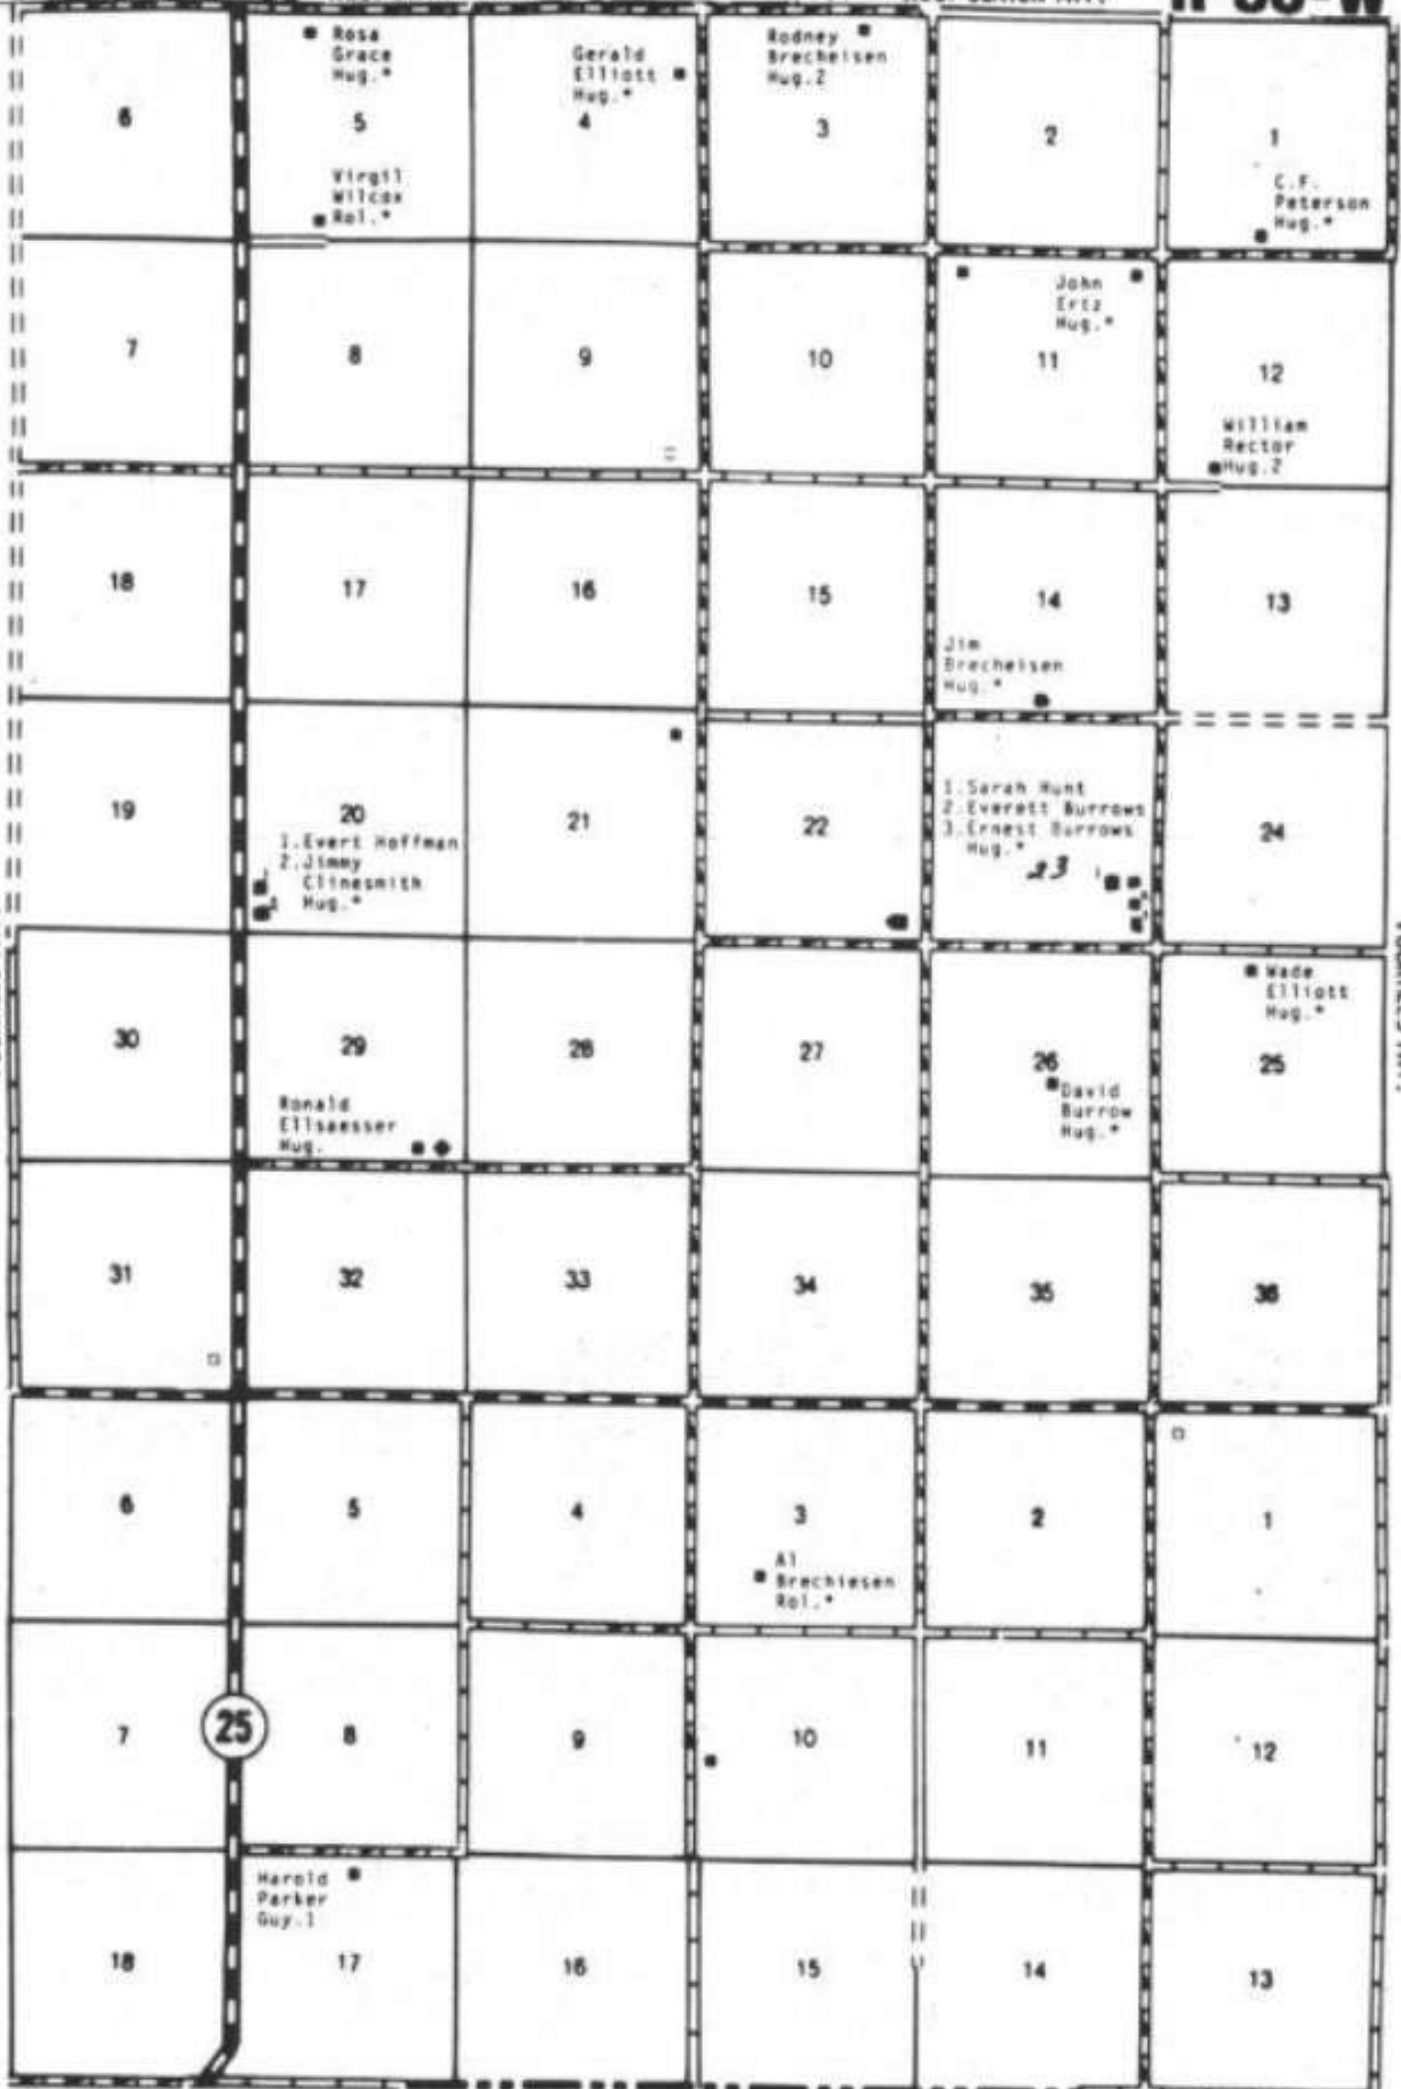 6
Rosa
Grace
Hug.*
5
Virgil
Wilcox
Rol.*
Gerald
Elliott
Hug.*
4
Rodney
Brecheisen
Hug.2
3
2
1
C.F.
Peterson
Hug.*
7
8
9
10
John
Ertz
Hug.*
11
12
William
Rector
Hug.2
18
17
16
15
14
Jim
Brecheisen
Hug.*
13
19
20
1.Evert Hoffman
2.Jimmy
Clinesmith
Hug.*
21
22
1.Sarah Hunt
2.Everett Burrows
3.Ernest Burrows
Hug.*
23
24
30
29
Ronald
Ellsaesser
Hug.
28
27
26
David
Burrow
Hug.*
Wade
Elliott
Hug.*
25
31
32
33
34
35
36
6
5
4
3
Al
Brechiesen
Rol.*
2
1
7
25
8
9
10
11
12
18
Harold
Parker
Guy.1
17
16
15
14
13